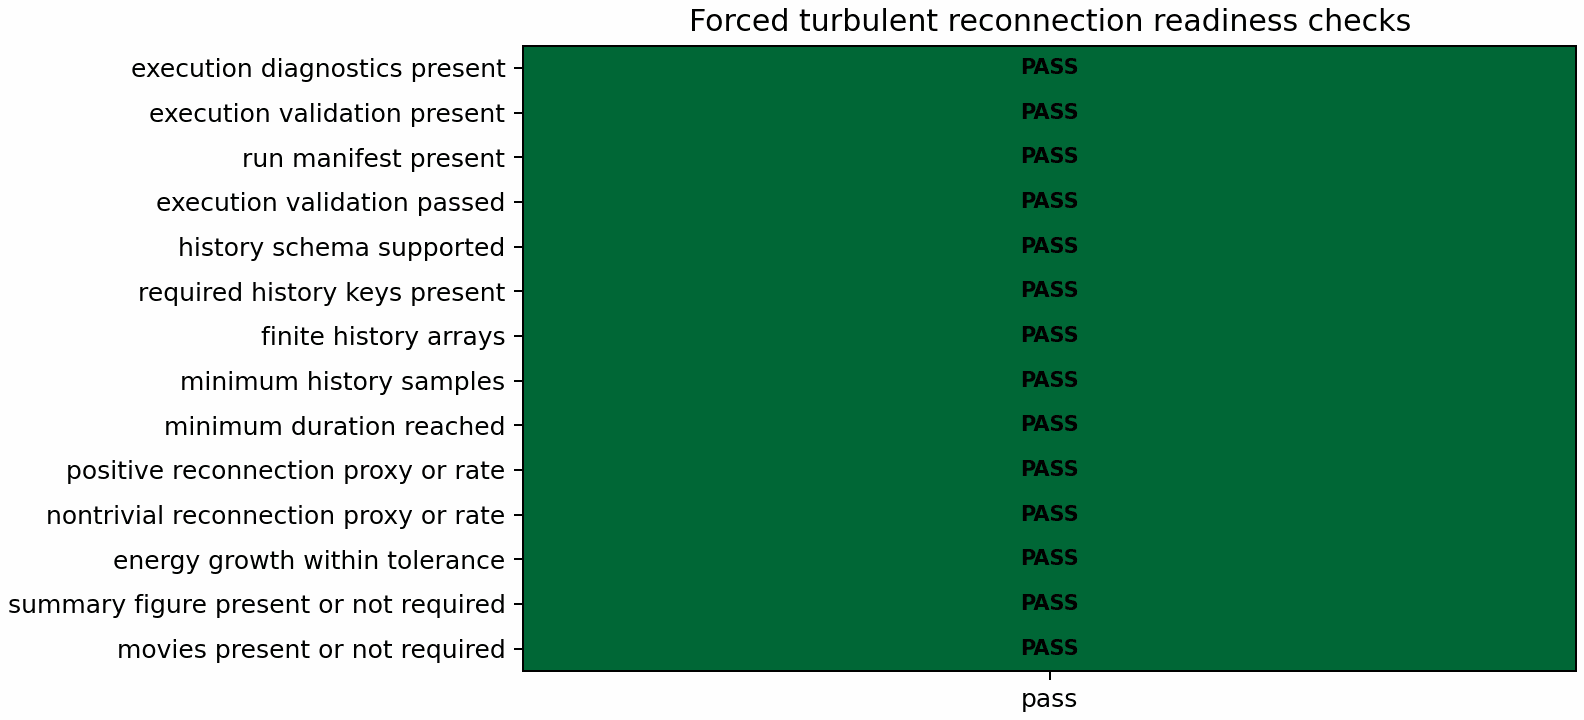 Forced turbulent reconnection readiness checks
execution diagnostics present PASS
execution validation present PASS
run manifest present PASS
execution validation passed PASS
history schema supported PASS
required history keys present PASS
finite history arrays PASS
minimum history samples PASS
minimum duration reached PASS
positive reconnection proxy or rate PASS
nontrivial reconnection proxy or rate PASS
energy growth within tolerance PASS
summary figure present or not required PASS
movies present or not required PASS
pass